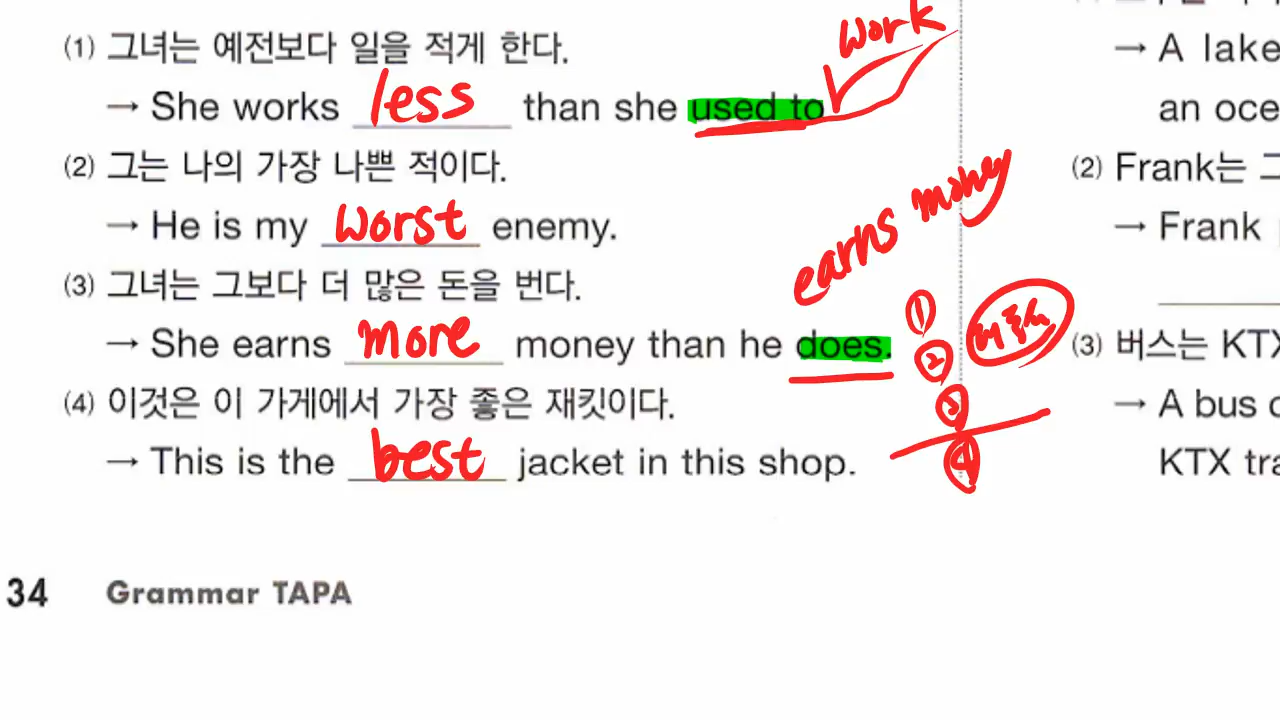 work
(1) 그녀는 예전보다 일을 적게 한다.
→ She works less than she used to
(2) 그는 나의 가장 나쁜 적이다.
→ He is my worst enemy.
earns money
(3) 그녀는 그보다 더 많은 돈을 번다.
→ She earns more money than he does.
① 
②
③
④
(4) 이것은 이 가게에서 가장 좋은 재킷이다.
→ This is the best jacket in this shop.
34 Grammar TAPA
→ A lake
an oce
(2) Frank는 그
→ Frank
(3) 버스는 KTX
→ A bus
KTX tra